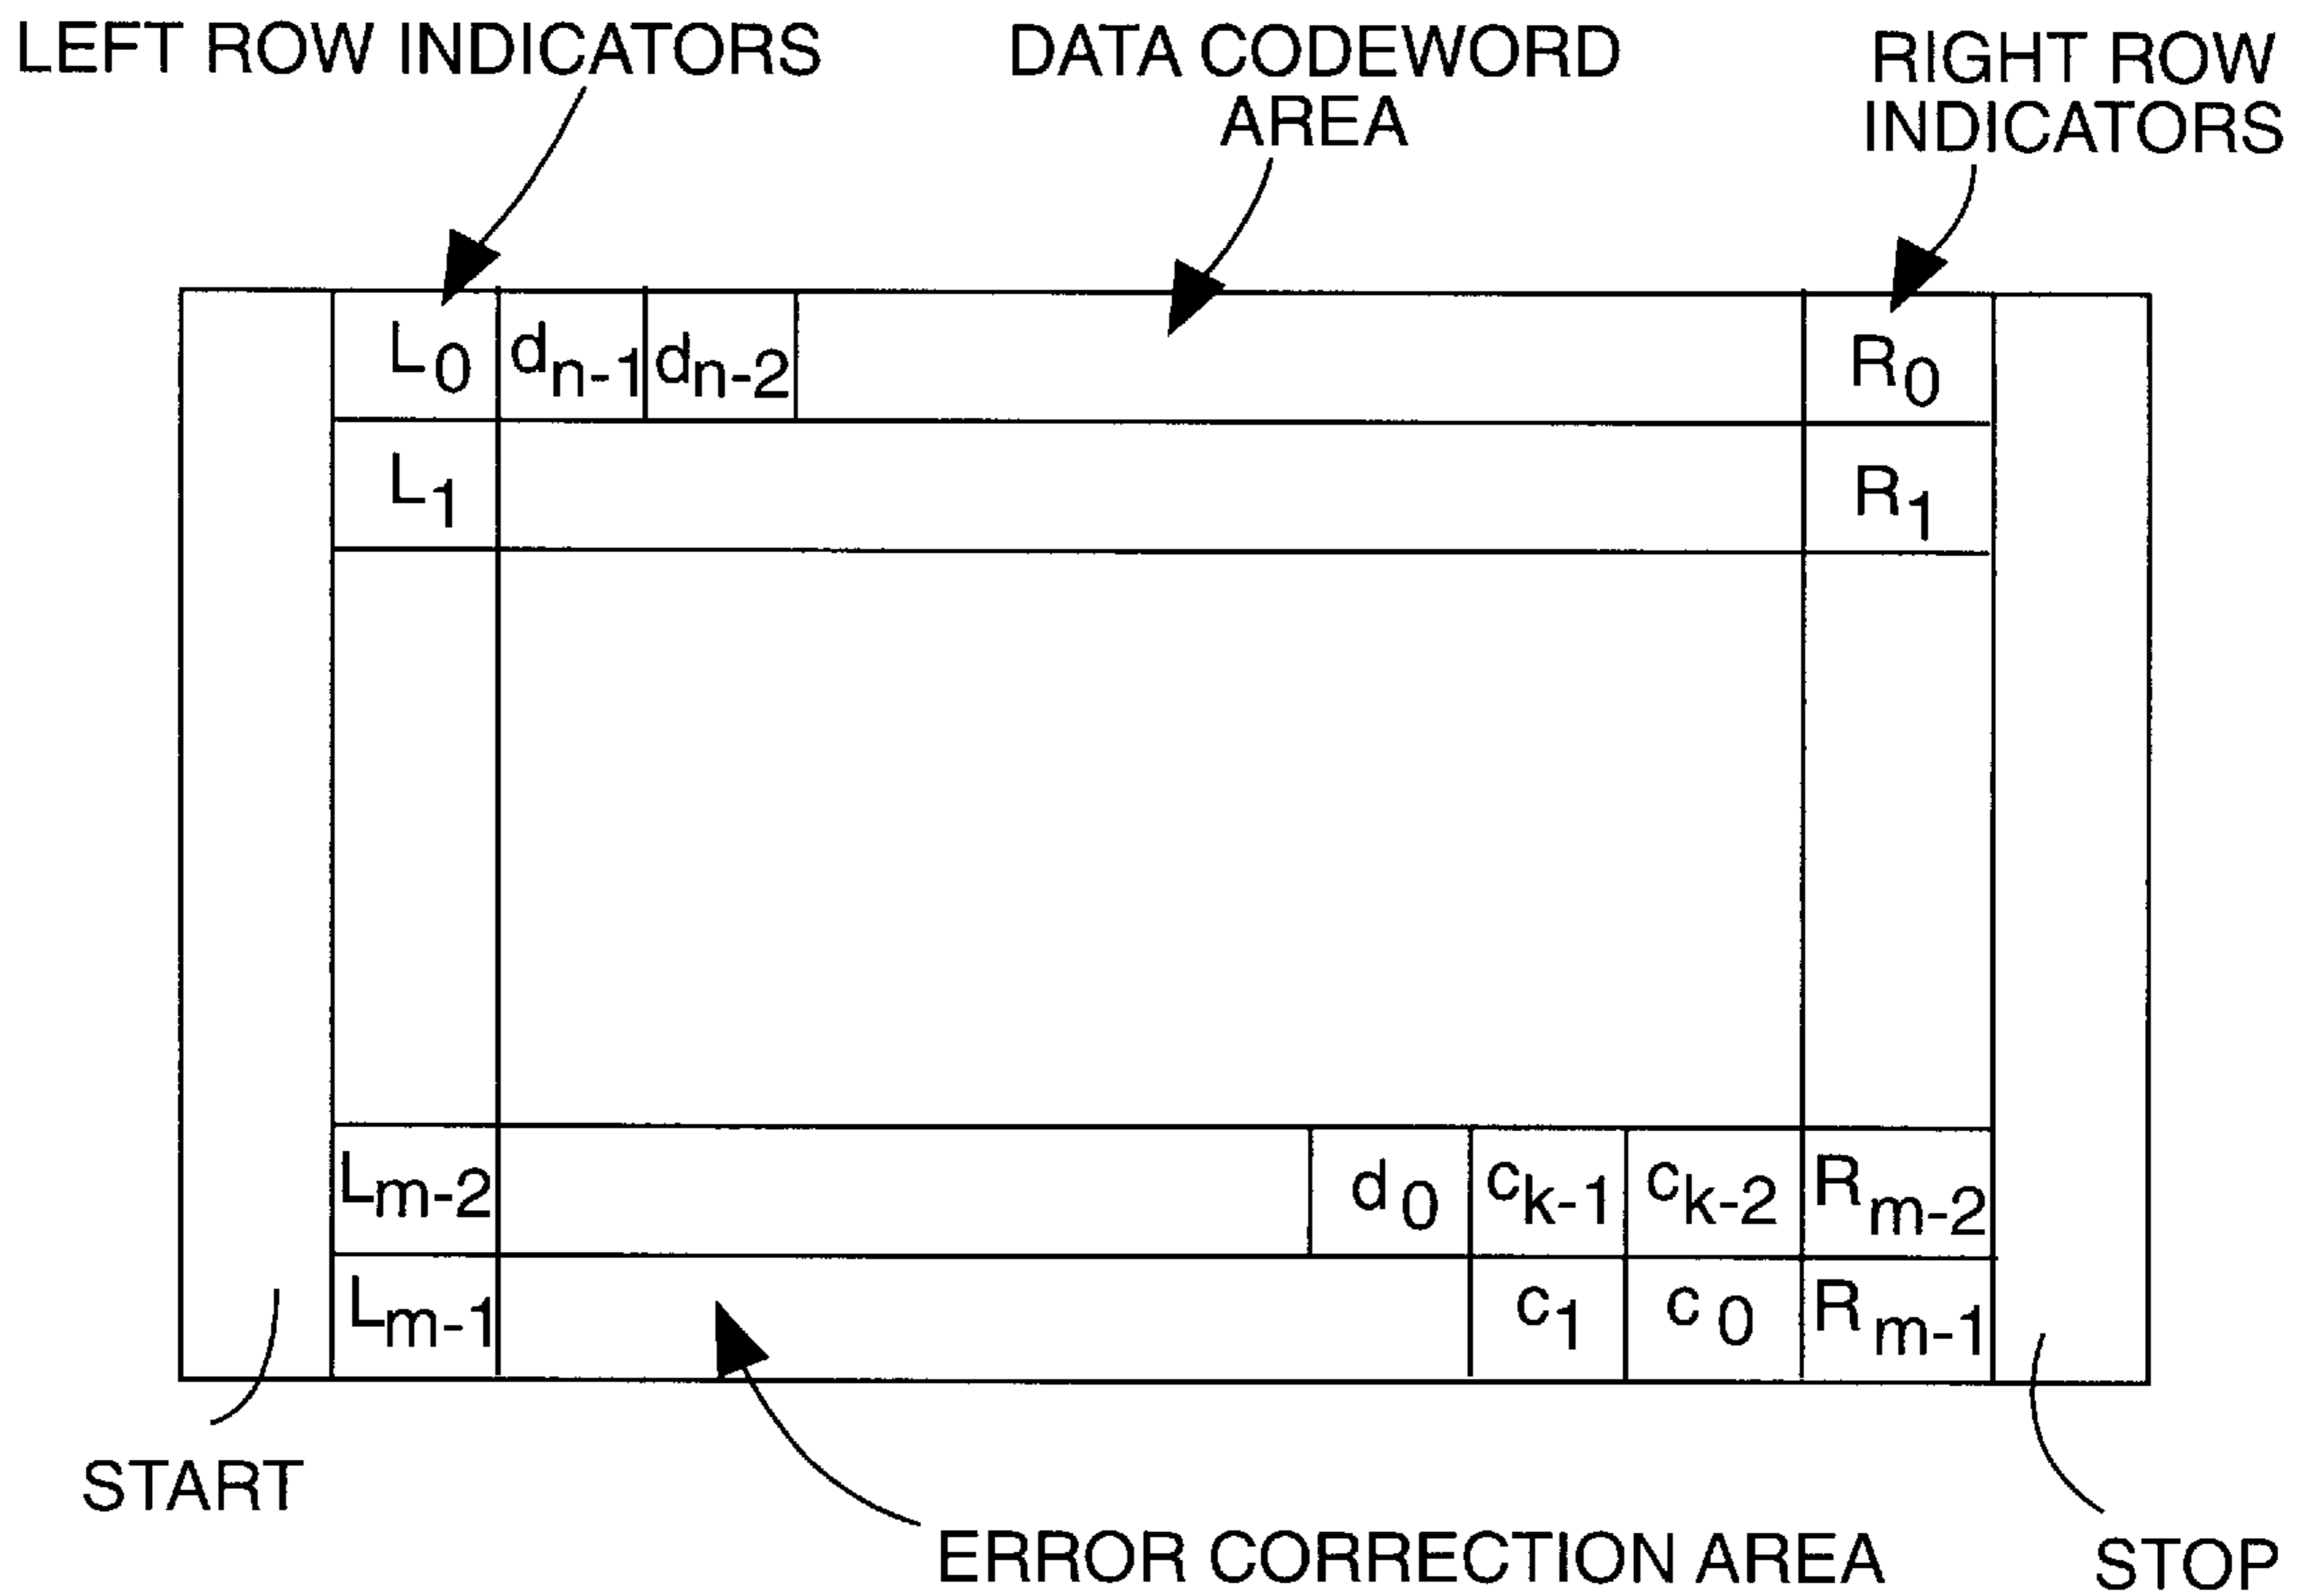 LEFT ROW INDICATORS
DATA CODEWORD
AREA
RIGHT ROW
INDICATORS
L0 dn-1 dn-2 R0
L1 R1
Lm-2 d0 ck-1 ck-2 Rm-2
Lm-1 c1 c0 Rm-1
START
ERROR CORRECTION AREA
STOP